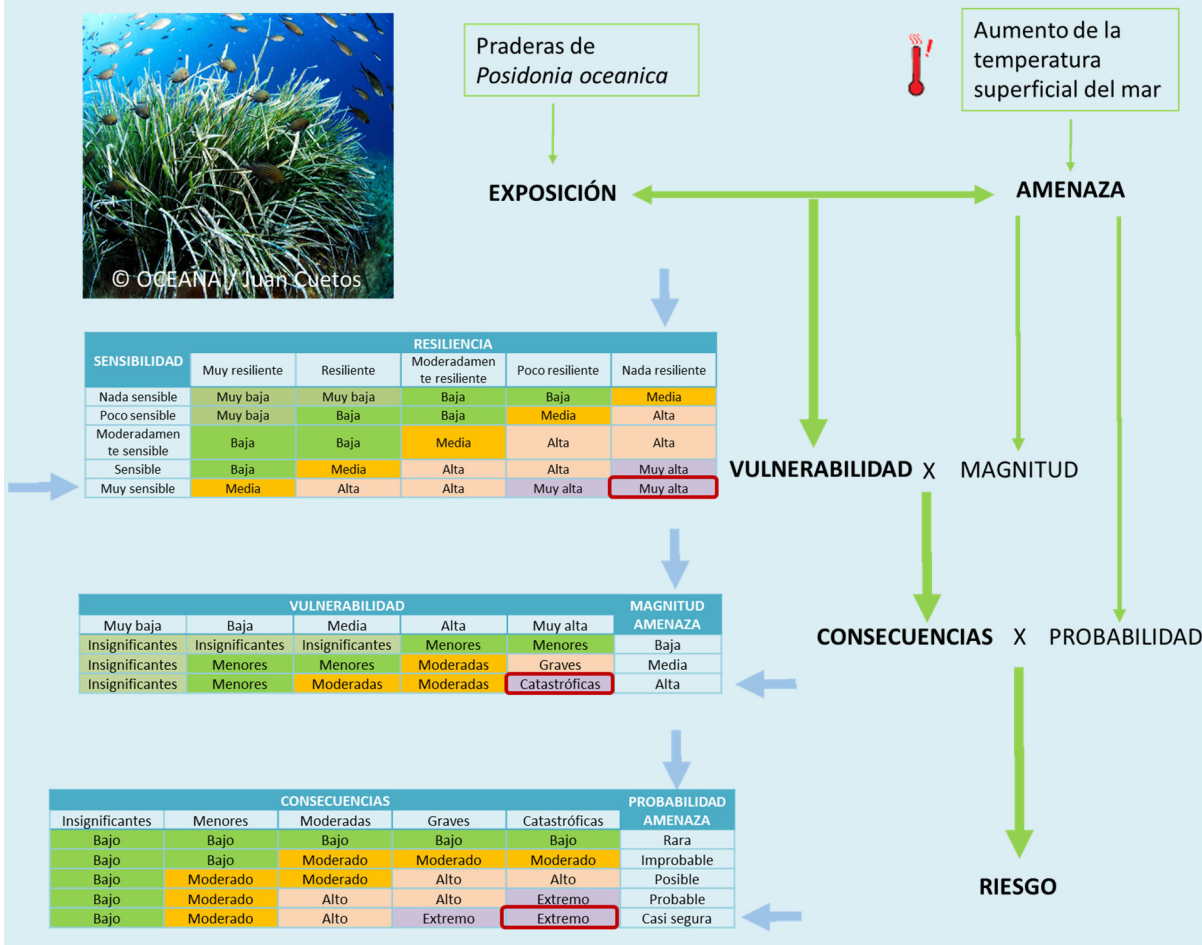 Praderas de
Posidonia oceanica
Aumento de la
temperatura
superficial del mar
EXPOSICIÓN
AMENAZA
© OCEANA / Juan Cuetos
SENSIBILIDAD
RESILIENCIA
Muy resiliente Resiliente Moderadamen te resiliente Poco resiliente Nada resiliente
Nada sensible Muy baja Muy baja Baja Baja Media
Poco sensible Muy baja Baja Baja Media Alta
Moderadamen te sensible Baja Baja Media Alta Alta
Sensible Baja Media Alta Alta Muy alta
Muy sensible Media Alta Alta Muy alta Muy alta
VULNERABILIDAD X MAGNITUD
VULNERABILIDAD MAGNITUD AMENAZA
Muy baja Baja Media Alta Muy alta
Insignificantes Insignificantes Insignificantes Menores Menores Baja
Insignificantes Menores Menores Moderadas Graves Media
Insignificantes Menores Moderadas Moderadas Catastróficas Alta
CONSECUENCIAS X PROBABILIDAD
CONSECUENCIAS PROBABILIDAD AMENAZA
Insignificantes Menores Moderadas Graves Catastróficas
Bajo Bajo Bajo Bajo Bajo Rara
Bajo Bajo Moderado Moderado Moderado Improbable
Bajo Moderado Moderado Alto Alto Posible
Bajo Moderado Alto Alto Extremo Probable
Bajo Moderado Alto Extremo Extremo Casi segura
RIESGO